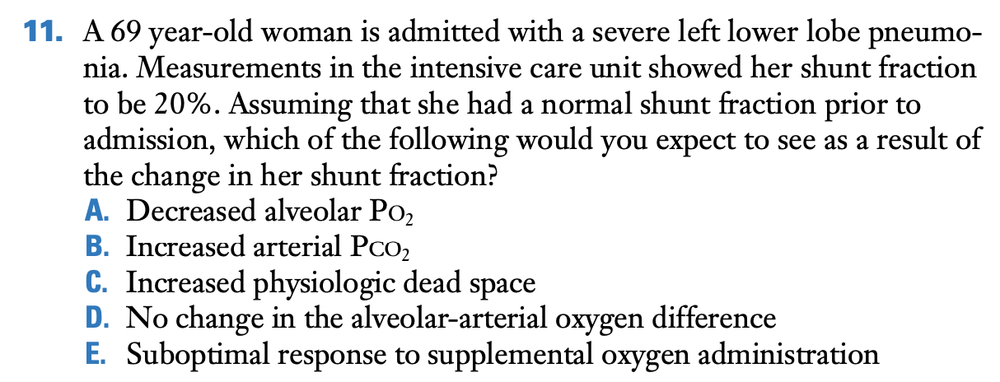 11. A 69 year-old woman is admitted with a severe left lower lobe pneumo-
nia. Measurements in the intensive care unit showed her shunt fraction
to be 20%. Assuming that she had a normal shunt fraction prior to
admission, which of the following would you expect to see as a result of
the change in her shunt fraction?
A. Decreased alveolar PO₂
B. Increased arterial PCO₂
C. Increased physiologic dead space
D. No change in the alveolar-arterial oxygen difference
E. Suboptimal response to supplemental oxygen administration